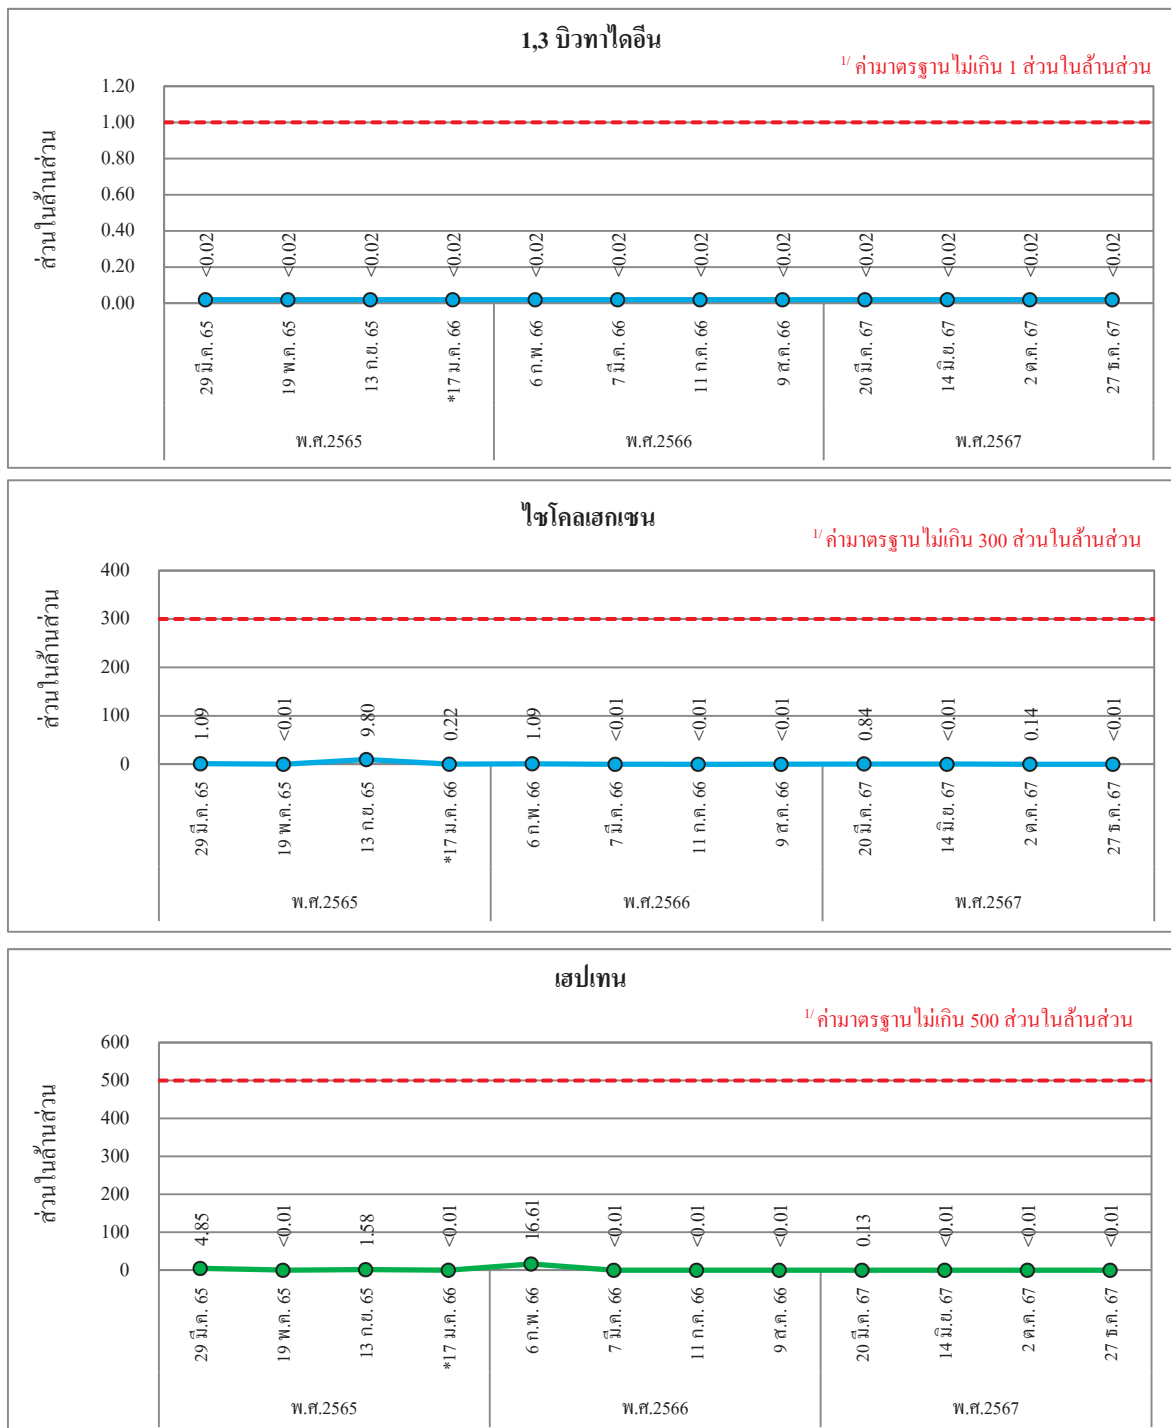 1,3 บิวทาไดอีน
1/ ค่ามาตรฐานไม่เกิน 1 ส่วนในล้านส่วน
ส่วนในล้านส่วน
1.20
1.00
0.80
0.60
0.40
0.20
0.00
<0.02 <0.02 <0.02 <0.02 <0.02 <0.02 <0.02 <0.02 <0.02 <0.02 <0.02 <0.02
29 มี.ค. 65 19 พ.ค. 65 13 ก.ย. 65 *17 ม.ค. 66 6 ก.พ. 66 7 มี.ค. 66 11 ก.ค. 66 9 ส.ค. 66 20 มี.ค. 67 14 มิ.ย. 67 2 ต.ค. 67 27 ธ.ค. 67
พ.ศ.2565 พ.ศ.2566 พ.ศ.2567
ไซโคลเฮกเซน
1/ ค่ามาตรฐานไม่เกิน 300 ส่วนในล้านส่วน
ส่วนในล้านส่วน
400
300
200
100
0
1.09 <0.01 9.80 0.22 1.09 <0.01 <0.01 <0.01 0.84 <0.01 0.14 <0.01
29 มี.ค. 65 19 พ.ค. 65 13 ก.ย. 65 *17 ม.ค. 66 6 ก.พ. 66 7 มี.ค. 66 11 ก.ค. 66 9 ส.ค. 66 20 มี.ค. 67 14 มิ.ย. 67 2 ต.ค. 67 27 ธ.ค. 67
พ.ศ.2565 พ.ศ.2566 พ.ศ.2567
เฮปเทน
1/ ค่ามาตรฐานไม่เกิน 500 ส่วนในล้านส่วน
ส่วนในล้านส่วน
600
500
400
300
200
100
0
4.85 <0.01 1.58 <0.01 16.61 <0.01 <0.01 <0.01 0.13 <0.01 <0.01 <0.01
29 มี.ค. 65 19 พ.ค. 65 13 ก.ย. 65 *17 ม.ค. 66 6 ก.พ. 66 7 มี.ค. 66 11 ก.ค. 66 9 ส.ค. 66 20 มี.ค. 67 14 มิ.ย. 67 2 ต.ค. 67 27 ธ.ค. 67
พ.ศ.2565 พ.ศ.2566 พ.ศ.2567